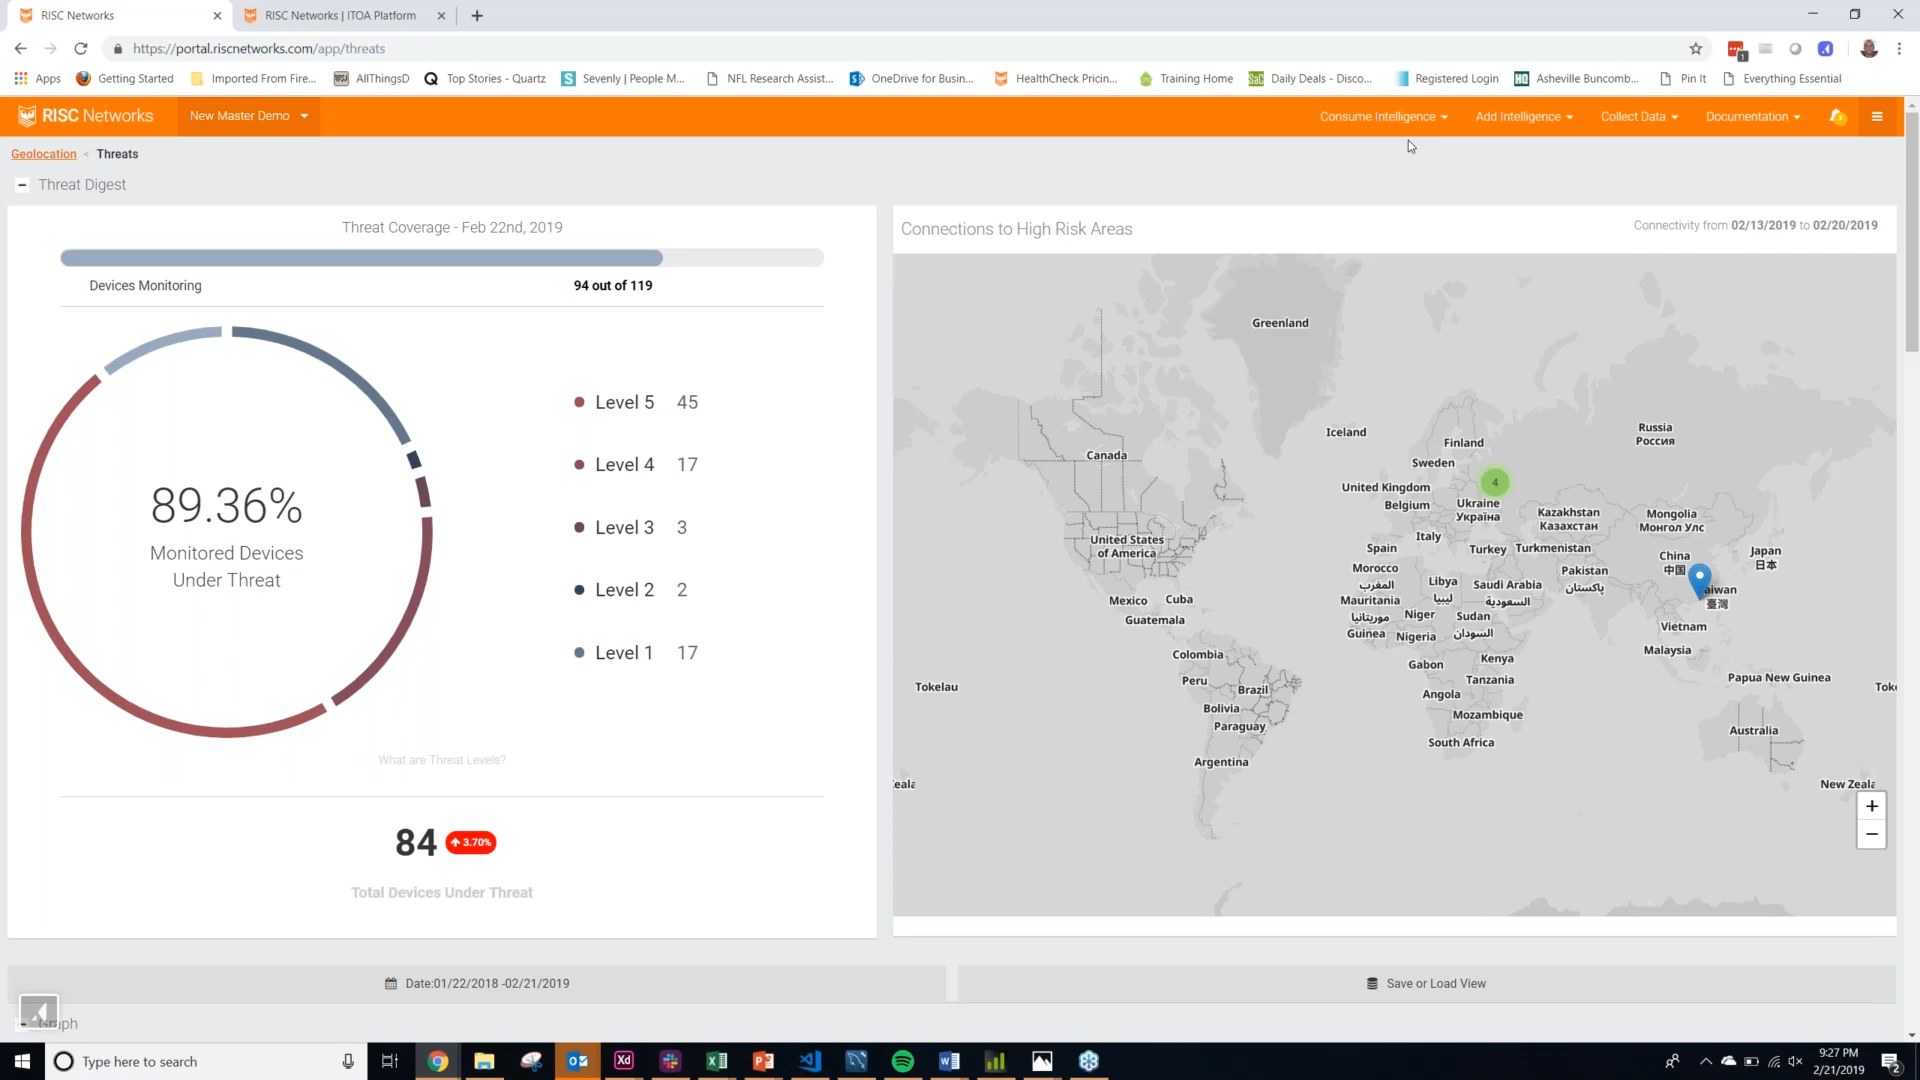 RISC Networks
RISC Networks | ITOA Platform
https://portal.riscnetworks.com/app/threats
1
Apps
Getting Started
Imported From Fire...
AllThingsD
Top Stories - Quartz
Sevenly | People M...
NFL Research Assist...
OneDrive for Busin...
HealthCheck Pricin...
Training Home
Daily Deals - Disco...
Registered Login
Asheville Buncomb...
Pin It
Everything Essential
RISC Networks
New Master Demo
Consume Intelligence
Add Intelligence
Collect Data
Documentation
Geolocation < Threats
Threat Digest
Threat Coverage - Feb 22nd, 2019
Devices Monitoring 94 out of 119
89.36%
Monitored Devices
Under Threat
Level 5 45
Level 4 17
Level 3 3
Level 2 2
Level 1 17
What are Threat Levels?
84 3.70%
Total Devices Under Threat
Connections to High Risk Areas
Connectivity from 02/13/2019 to 02/20/2019
Greenland
Iceland
Finland
Russia
Россия
Canada
Sweden
4
United Kingdom
Belgium
Ukraine
Україна
Kazakhstan
Казахстан
Mongolia
Монгол Улс
United States
of America
Italy
Spain
Turkey
Turkmenistan
China
中国
Japan
日本
Morocco
المغرب
Libya
ليبيا
Saudi Arabia
السعودية
Pakistan
پاکستان
aiwan
臺灣
Mexico
Cuba
Guatemala
Mauritania
موريتانيا
Niger
Sudan
السودان
Guinea
Nigeria
Vietnam
Malaysia
Colombia
Gabon
Kenya
Peru
Brazil
Tanzania
Papua New Guinea
Tokelau
Toke
Angola
Bolivia
Mozambique
Paraguay
Australia
South Africa
Argentina
eala
New Zeala
+
−
Date:01/22/2018 -02/21/2019
Save or Load View
Graph
Type here to search
Xd
9:27 PM
2/21/2019
2